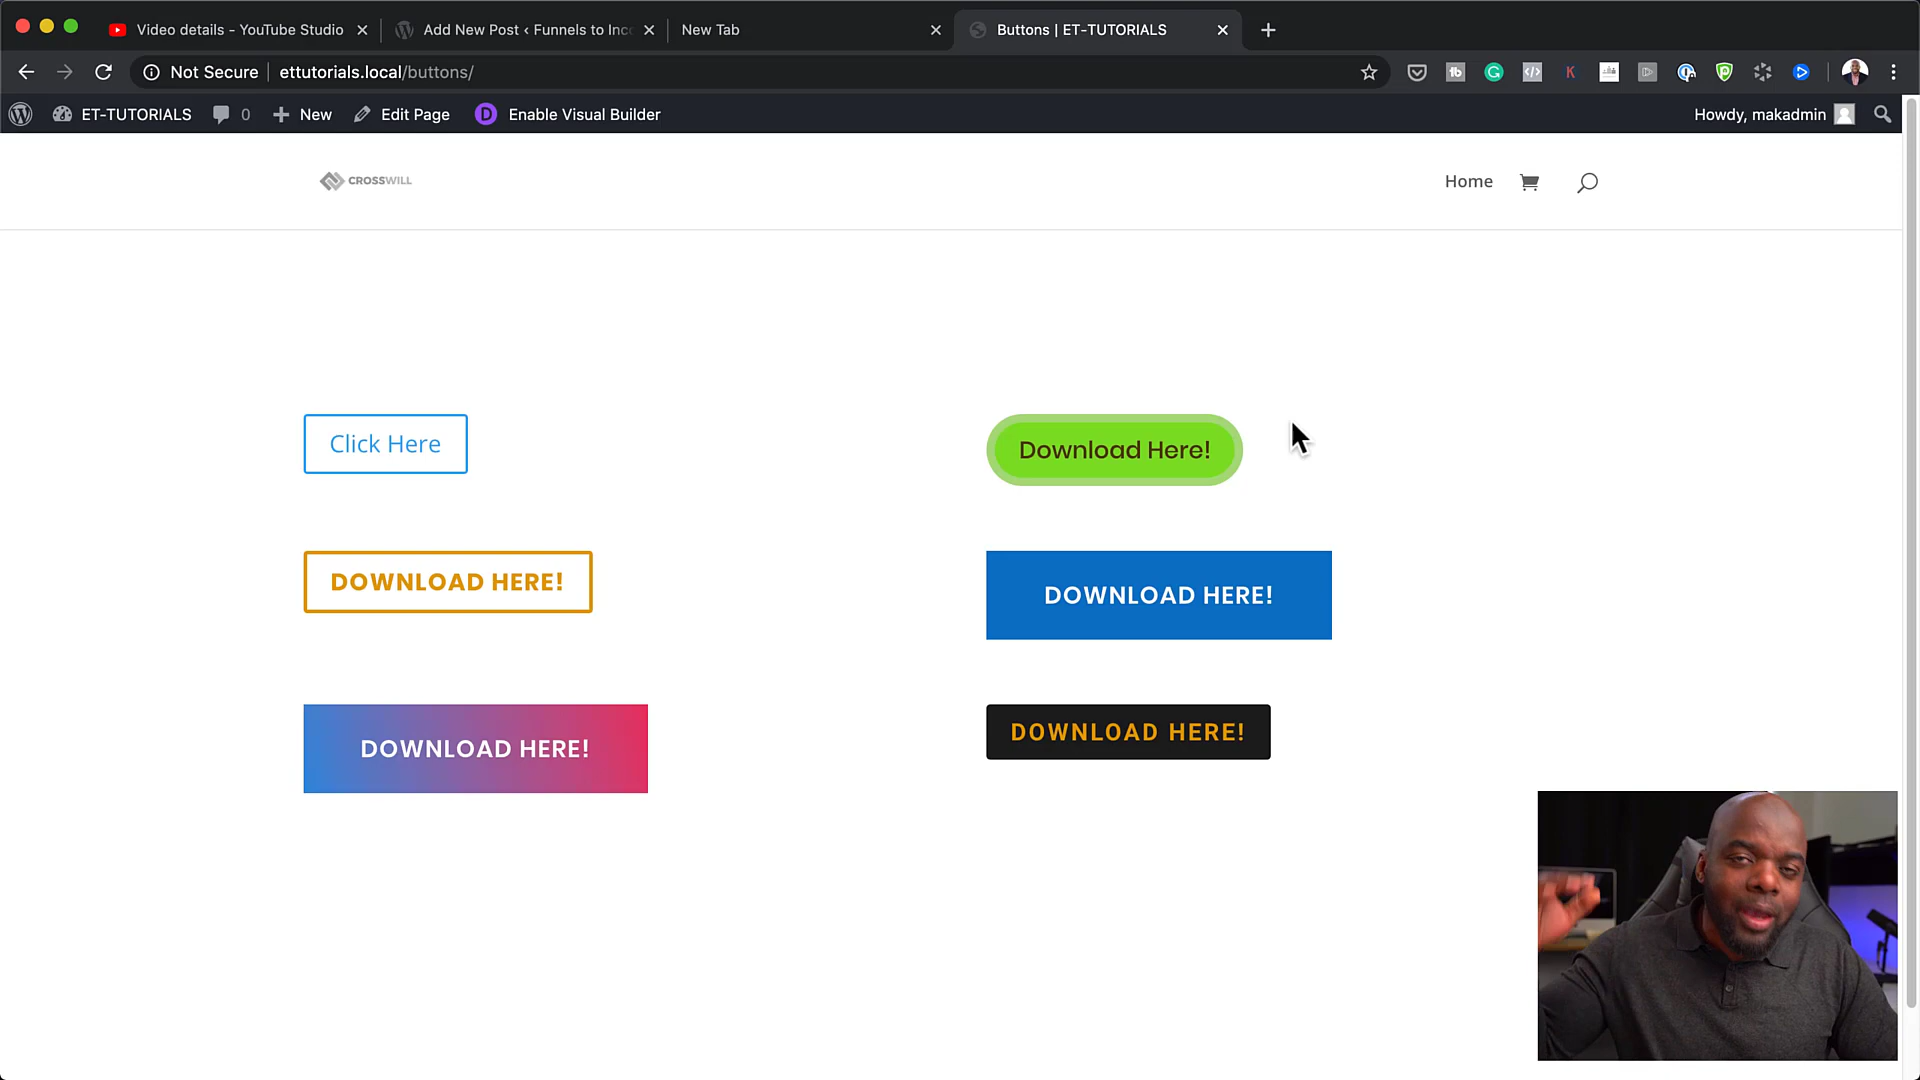 Video details - YouTube Studio
Add New Post ‹ Funnels to Inc
New Tab
Buttons | ET-TUTORIALS
Not Secure
ettutorials.local/buttons/
ET-TUTORIALS
0
New
Edit Page
D
Enable Visual Builder
Howdy, makadmin
CROSSWILL
Home
Click Here
Download Here!
DOWNLOAD HERE!
DOWNLOAD HERE!
DOWNLOAD HERE!
DOWNLOAD HERE!